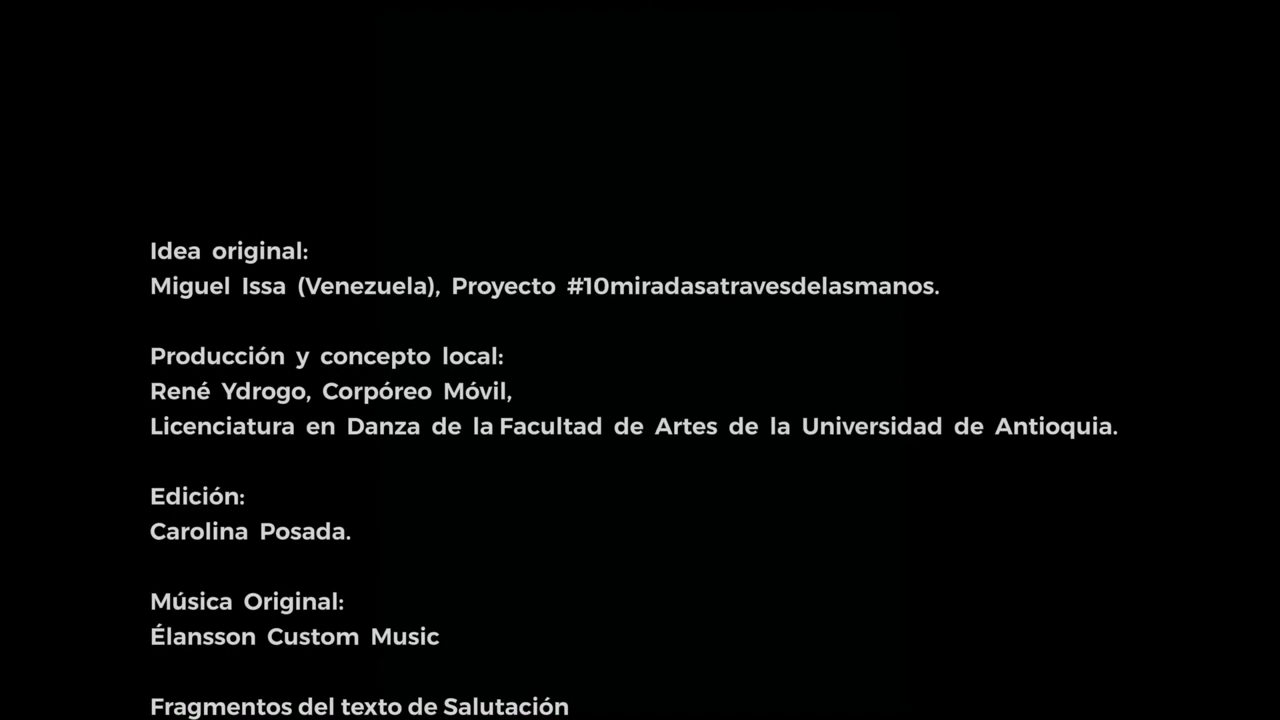 Idea original:
Miguel Issa (Venezuela), Proyecto #10miradasatravesdelasmanos.
Producción y concepto local:
René Ydrogo, Corpóreo Móvil,
Licenciatura en Danza de la Facultad de Artes de la Universidad de Antioquia.
Edición:
Carolina Posada.
Música Original:
Élansson Custom Music
Fragmentos del texto de Salutación